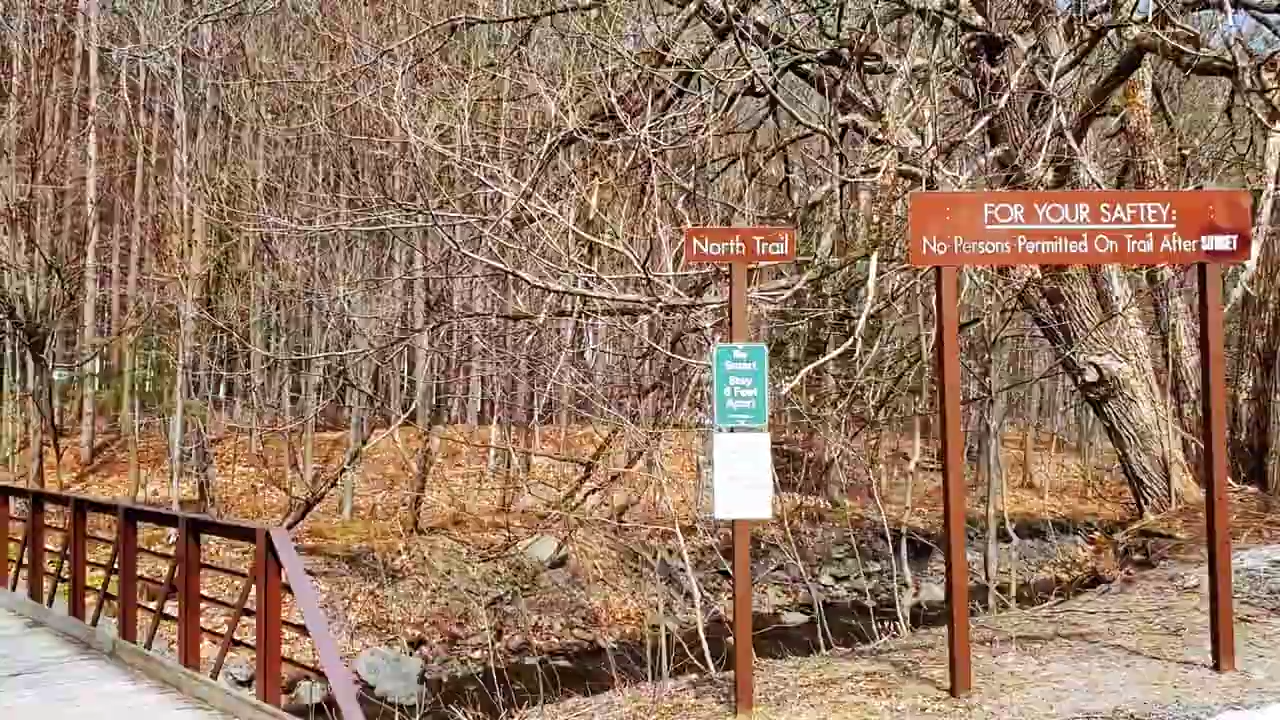 North Trail
Be
Smart.
Stay
6 Feet
Apart
FOR YOUR SAFTEY:
No Persons Permitted On Trail After SUNSET